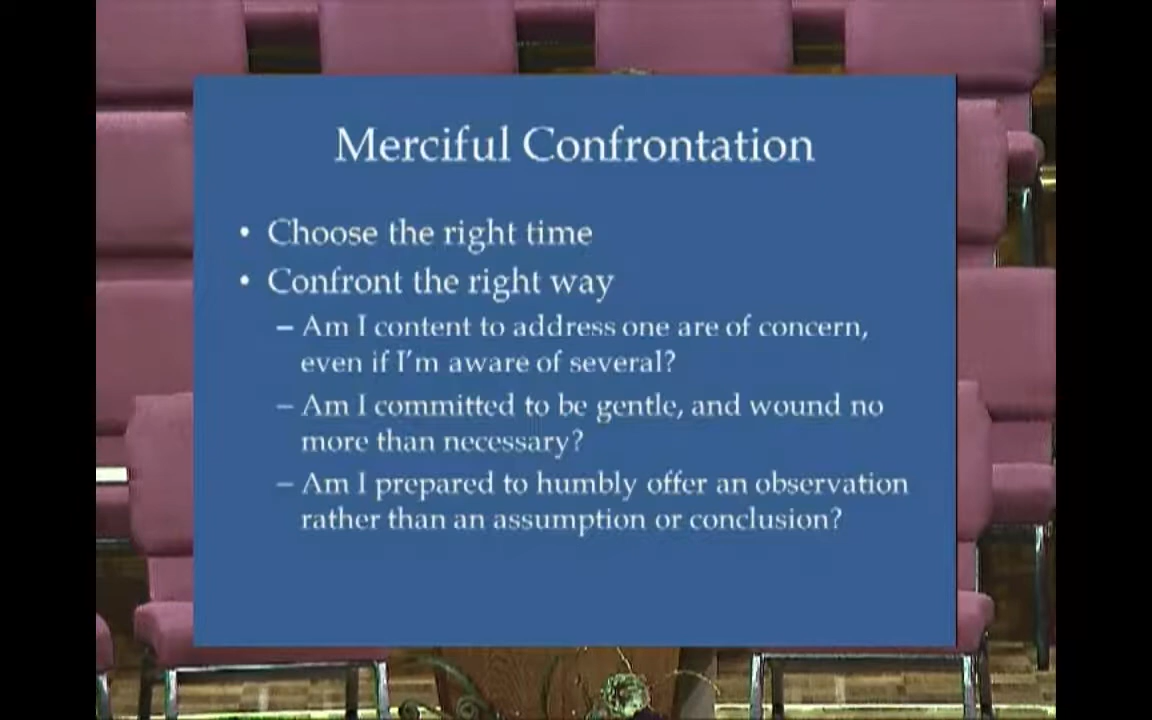 Merciful Confrontation
• Choose the right time
• Confront the right way
– Am I content to address one are of concern,
even if I'm aware of several?
– Am I committed to be gentle, and wound no
more than necessary?
– Am I prepared to humbly offer an observation
rather than an assumption or conclusion?